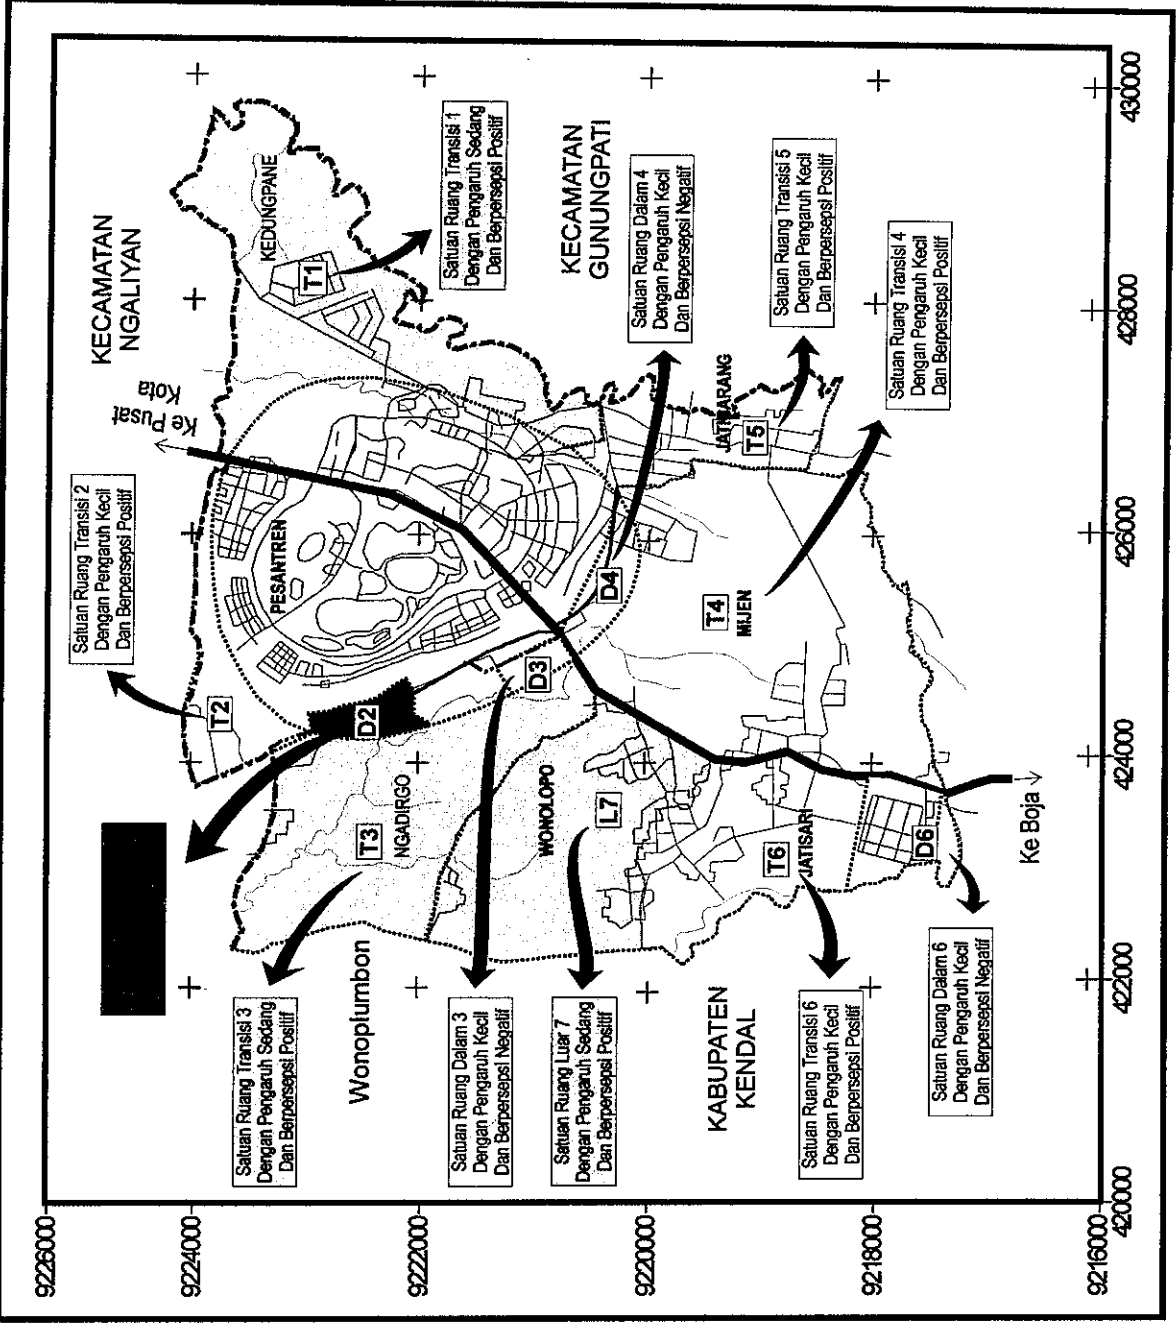 KECAMATAN
NGALIYAN
Ke Pusat
Kota
Satuan Ruang Transisi 2
Dengan Pengaruh Kecil
Dan Berpersepsi Positif
KEDUNGPANE
T1
Satuan Ruang Transisi 1
Dengan Pengaruh Sedang
Dan Berpersepsi Positif
KECAMATAN
GUNUNGPATI
Satuan Ruang Dalam 4
Dengan Pengaruh Kecil
Dan Berpersepsi Negatif
Satuan Ruang Transisi 5
Dengan Pengaruh Kecil
Dan Berpersepsi Positif
Satuan Ruang Transisi 4
Dengan Pengaruh Kecil
Dan Berpersepsi Positif
PESANTREN
T2
D2
D3
D4
JATIBARANG
T5
T4
MIJEN
T3
NGADIRGO
WONOLOPO
L7
T6
JATISARI
D6
Ke Boja
Wonoplumbon
KABUPATEN
KENDAL
Satuan Ruang Transisi 3
Dengan Pengaruh Sedang
Dan Berpersepsi Positif
Satuan Ruang Dalam 3
Dengan Pengaruh Kecil
Dan Berpersepsi Negatif
Satuan Ruang Luar 7
Dengan Pengaruh Sedang
Dan Berpersepsi Positif
Satuan Ruang Transisi 6
Dengan Pengaruh Kecil
Dan Berpersepsi Positif
Satuan Ruang Dalam 6
Dengan Pengaruh Kecil
Dan Berpersepsi Negatif
9226000
9224000
9222000
9220000
9218000
9216000
420000
422000
424000
426000
428000
430000